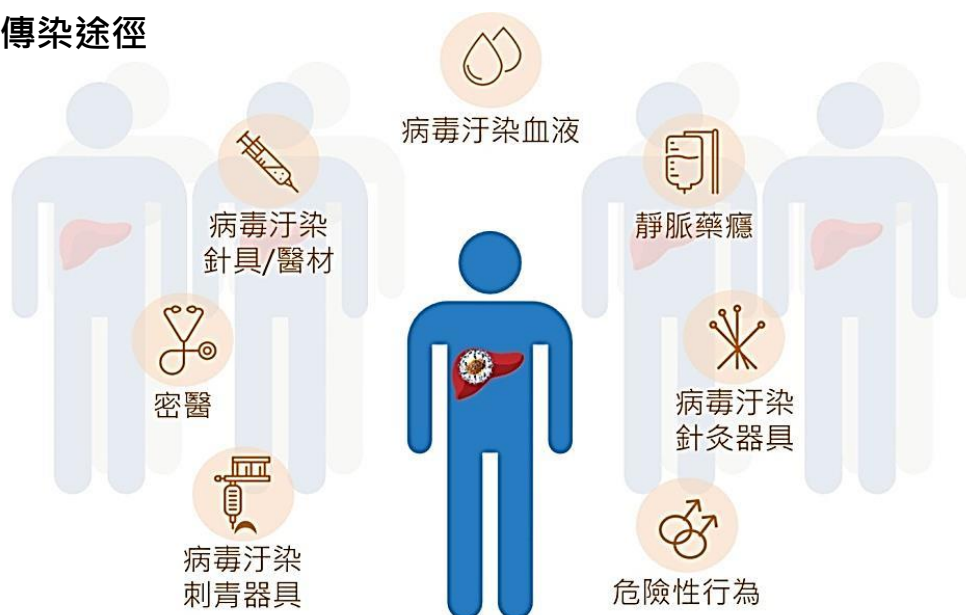 傳染途徑
病毒汙染血液
病毒汙染
針具/醫材
靜脈藥癮
密醫
病毒汙染
針灸器具
病毒汙染
刺青器具
危險性行為